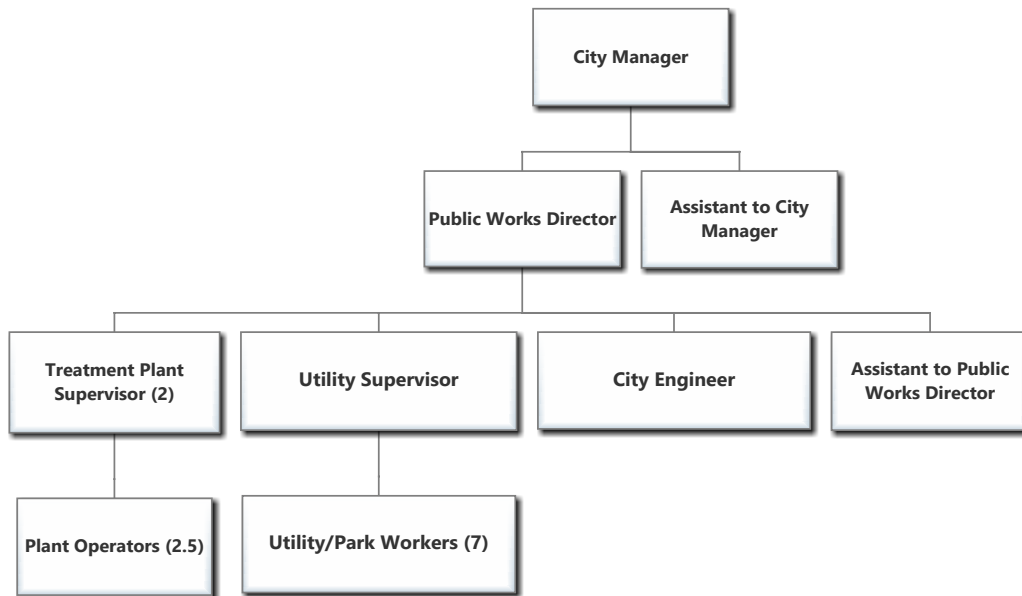 City Manager
Public Works Director
Assistant to City
Manager
Treatment Plant
Supervisor (2)
Utility Supervisor
City Engineer
Assistant to Public
Works Director
Plant Operators (2.5)
Utility/Park Workers (7)